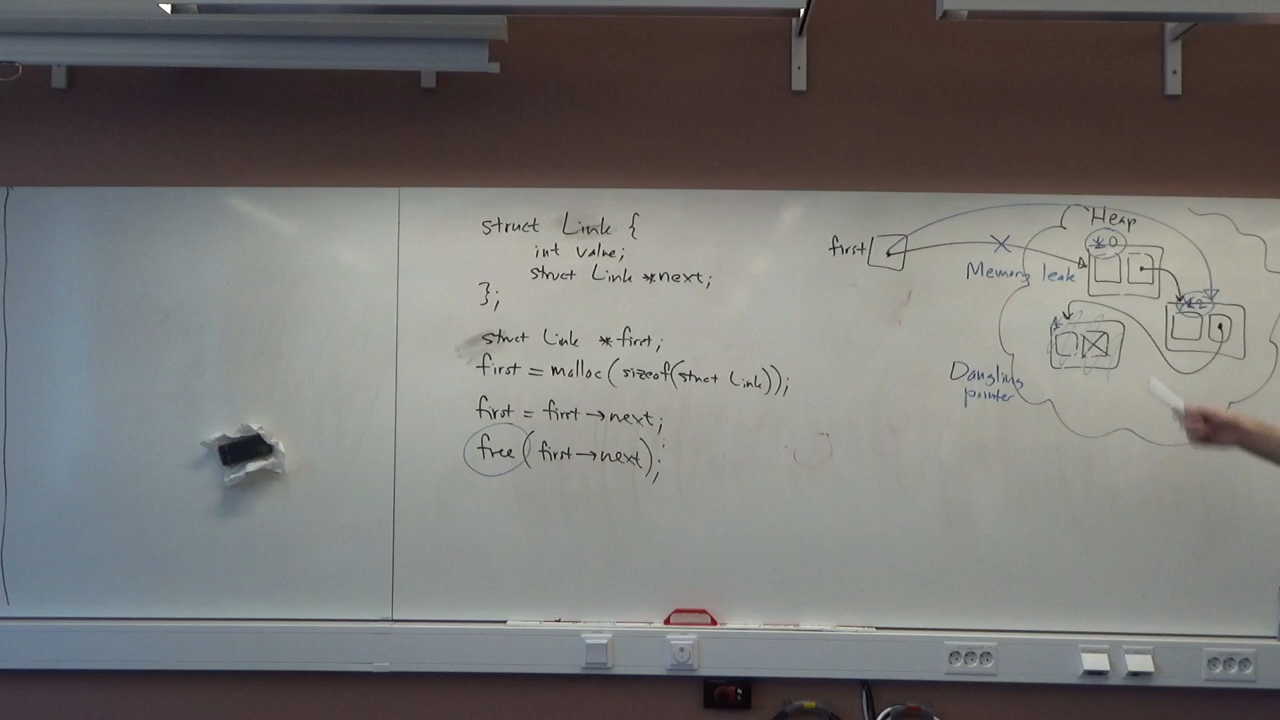 struct Link {
int value;
struct Link *next;
};
struct Link *first;
first = malloc(sizeof(struct Link));
first = first→next;
free(first→next);
first
Heap
Memory leak
Dangling
pointer